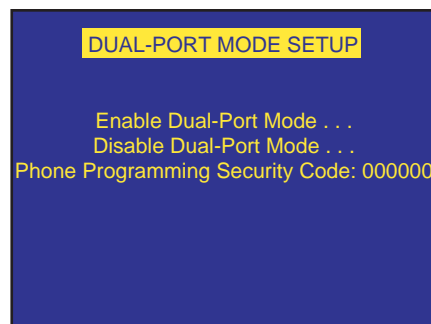 DUAL-PORT MODE SETUP
Enable Dual-Port Mode . . .
Disable Dual-Port Mode . . .
Phone Programming Security Code: 000000